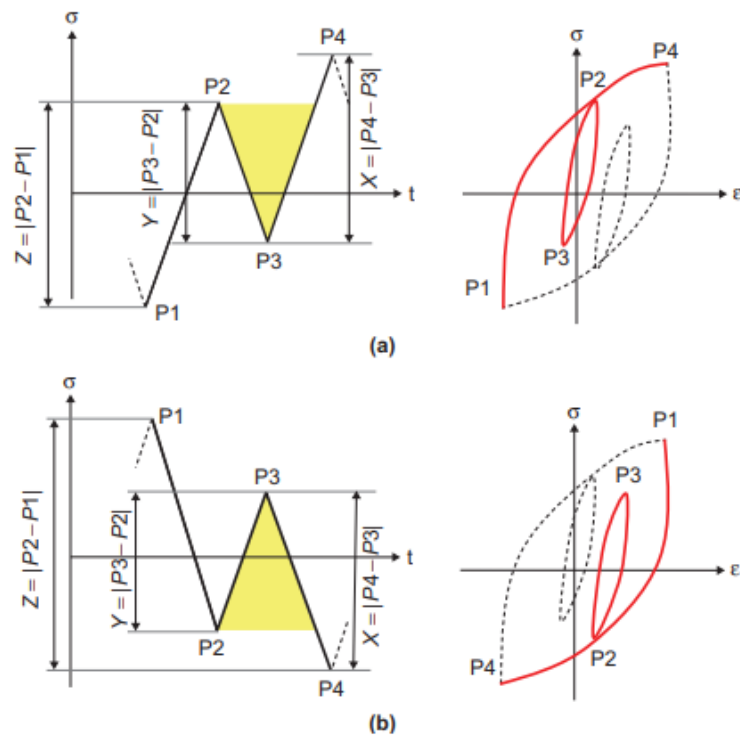 σ
P4
P2
Z = |P2 – P1|
Y = |P3 – P2|
X = |P4 – P3|
t
P3
P1
σ
P4
P2
ε
P3
P1
(a)
σ
P1
P3
Z = |P2 – P1|
Y = |P3 – P2|
X = |P4 – P3|
t
P2
P4
σ
P1
P3
ε
P2
P4
(b)